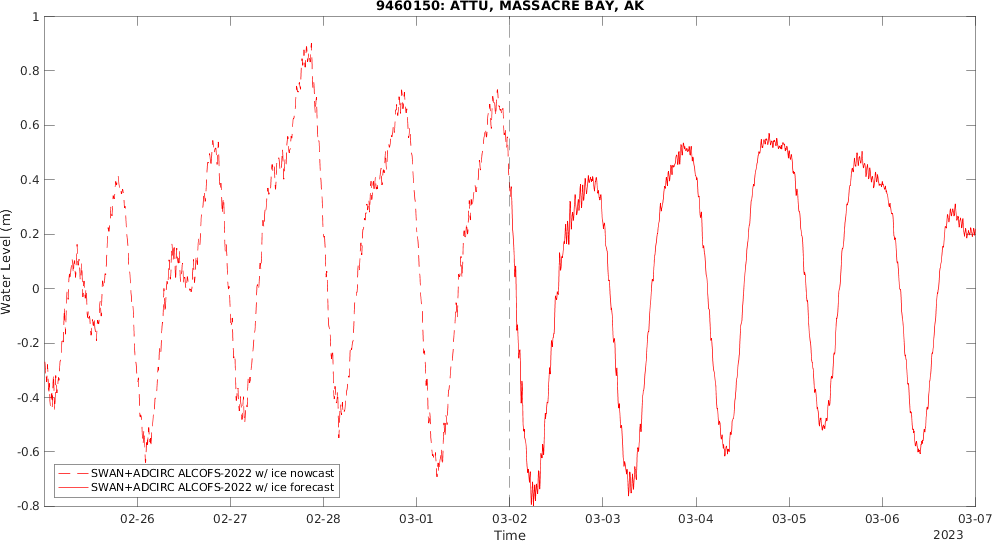 9460150: ATTU, MASSACRE BAY, AK
1
0.8
0.6
0.4
0.2
0
-0.2
-0.4
-0.6
-0.8
Water Level (m)
SWAN+ADCIRC ALCOFS-2022 w/ ice nowcast
SWAN+ADCIRC ALCOFS-2022 w/ ice forecast
02-26 02-27 02-28 03-01 03-02 03-03 03-04 03-05 03-06 03-07
Time
2023